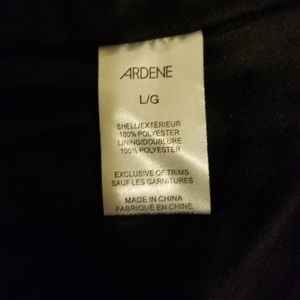 ARDENE
L/G
SHELL/EXTÉRIEUR
100% POLYESTER
LINING/DOUBLURE
100% POLYESTER
EXCLUSIVE OF TRIMS
SAUF LES GARNITURES
MADE IN CHINA
FABRIQUÉ EN CHINE